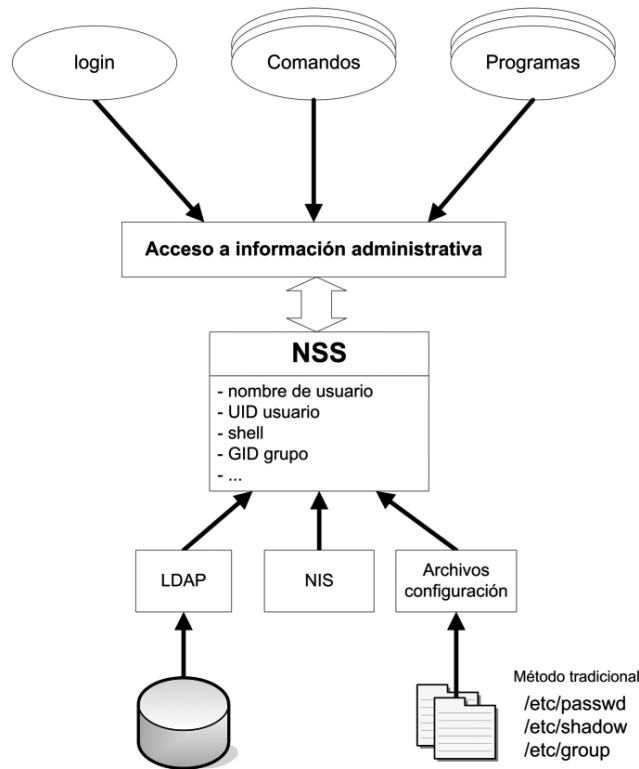 login
Comandos
Programas
Acceso a información administrativa
NSS
- nombre de usuario
- UID usuario
- shell
- GID grupo
- ...
LDAP
NIS
Archivos
configuración
Método tradicional
/etc/passwd
/etc/shadow
/etc/group